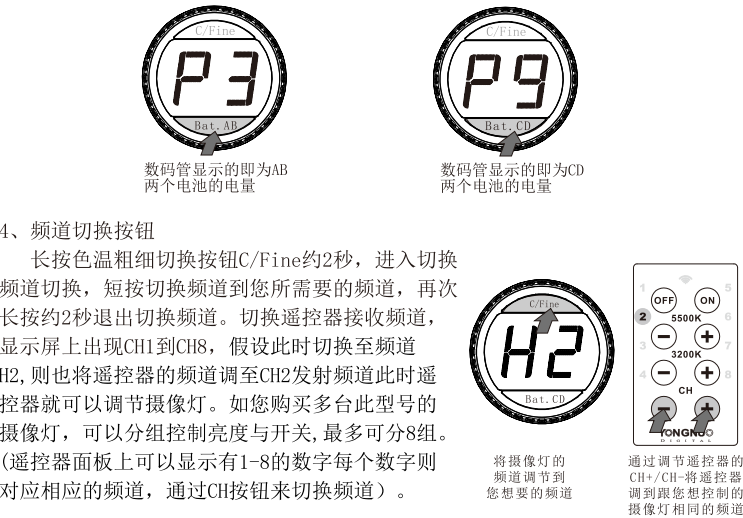 C/Fine
P3
Bat.AB
数码管显示的即为AB
两个电池的电量
C/Fine
P9
Bat.CD
数码管显示的即为CD
两个电池的电量
4、频道切换按钮
长按色温粗细切换按钮C/Fine约2秒，进入切换
频道切换，短按切换频道到您所需要的频道，再次
长按约2秒退出切换频道。切换遥控器接收频道，
显示屏上出现CH1到CH8，假设此时切换至频道
H2,则也将遥控器的频道调至CH2发射频道此时遥
控器就可以调节摄像灯。如您购买多台此型号的
摄像灯，可以分组控制亮度与开关,最多可分8组。
(遥控器面板上可以显示有1-8的数字每个数字则
对应相应的频道，通过CH按钮来切换频道）。
C/Fine
H2
Bat.CD
将摄像灯的
频道调节到
您想要的频道
1 OFF ON 5
2 5500K 6
3 － + 7
3200K
4 － + 8
CH
－ +
YONGNUO
DIGITAL
通过调节遥控器的
CH+/CH-将遥控器
调到跟您想控制的
摄像灯相同的频道